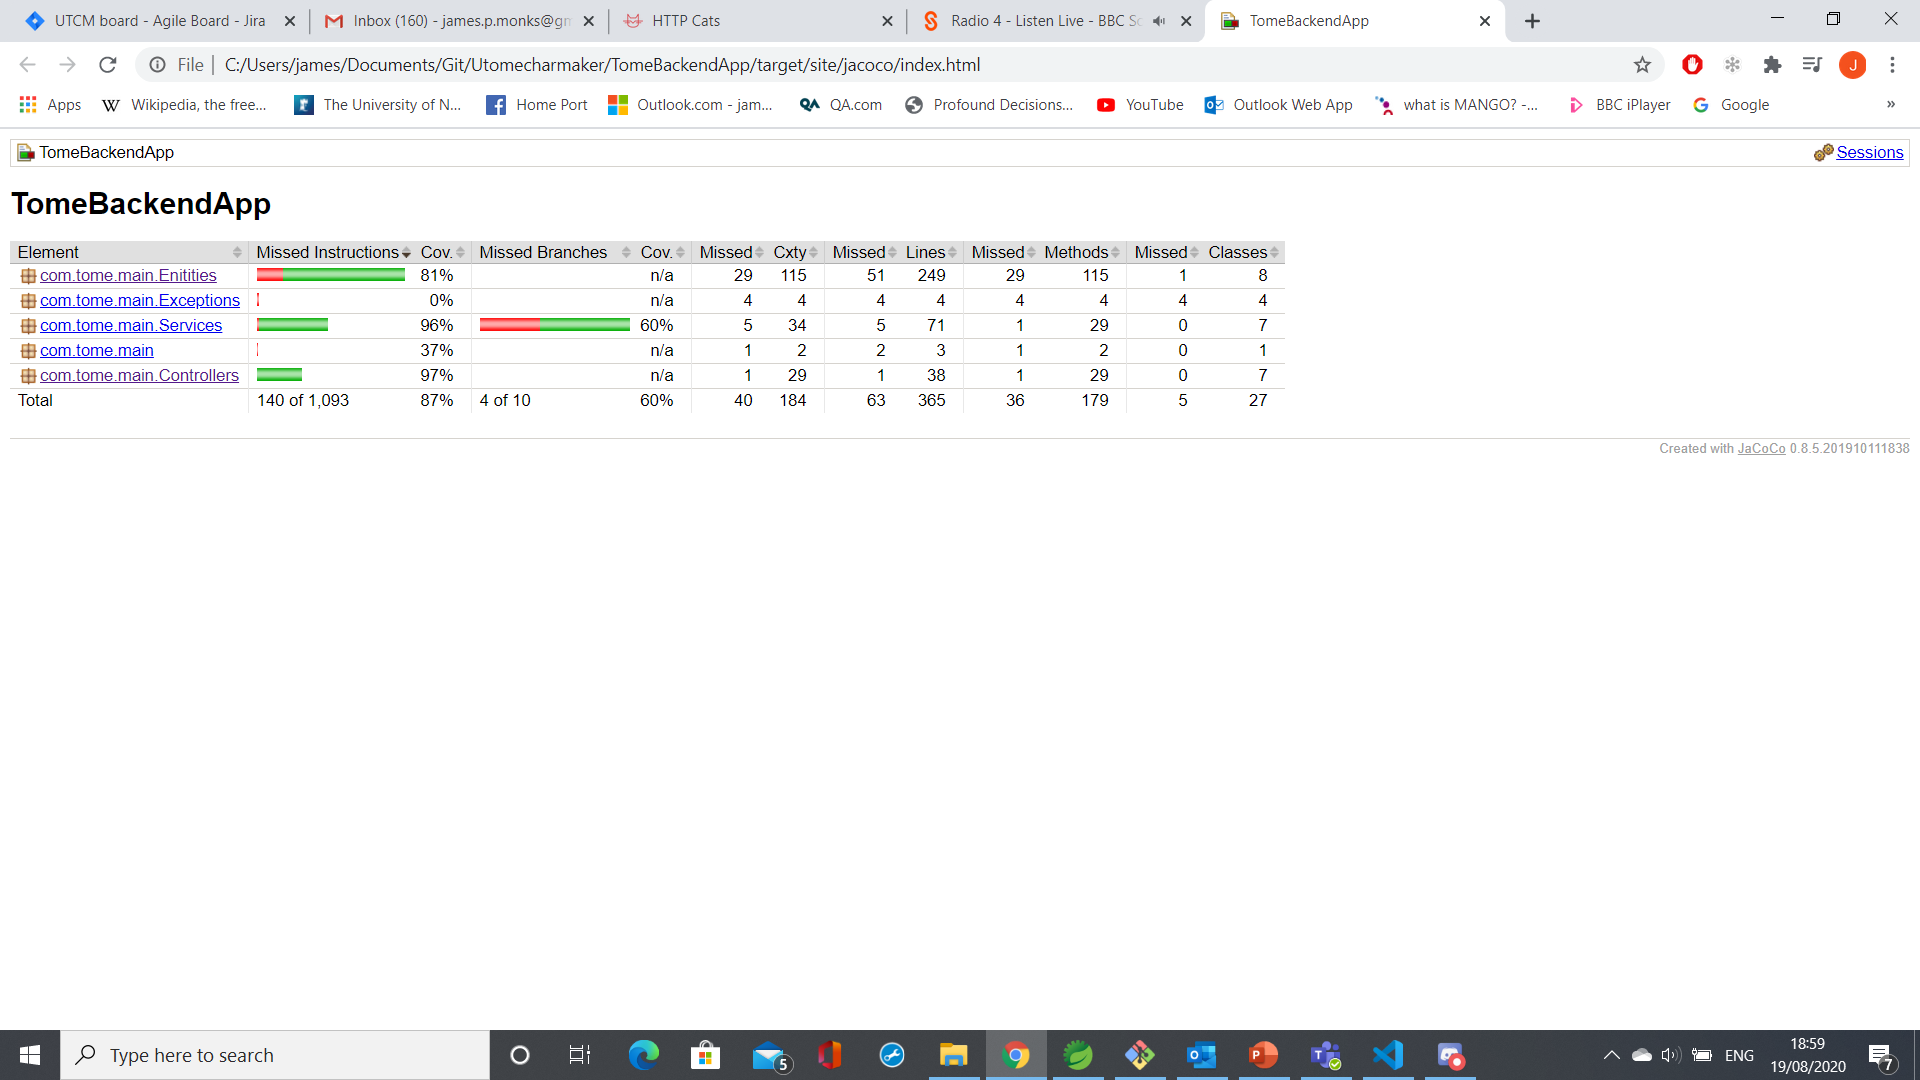 UTCM board - Agile Board - Jira
Inbox (160) - james.p.monks@gm
HTTP Cats
Radio 4 - Listen Live - BBC So
TomeBackendApp
File C:/Users/james/Documents/Git/Utomecharmaker/TomeBackendApp/target/site/jacoco/index.html
J
Apps Wikipedia, the free... The University of N... Home Port Outlook.com - jam... QA.com Profound Decisions... YouTube Outlook Web App what is MANGO? -... BBC iPlayer Google »
TomeBackendApp Sessions
TomeBackendApp
Element Missed Instructions Cov. Missed Branches Cov. Missed Cxty Missed Lines Missed Methods Missed Classes
com.tome.main.Enitities 81% n/a 29 115 51 249 29 115 1 8
com.tome.main.Exceptions 0% n/a 4 4 4 4 4 4 4 4
com.tome.main.Services 96% 60% 5 34 5 71 1 29 0 7
com.tome.main 37% n/a 1 2 2 3 1 2 0 1
com.tome.main.Controllers 97% n/a 1 29 1 38 1 29 0 7
Total 140 of 1,093 87% 4 of 10 60% 40 184 63 365 36 179 5 27
Created with JaCoCo 0.8.5.201910111838
Type here to search
5
ENG
18:59
19/08/2020
7